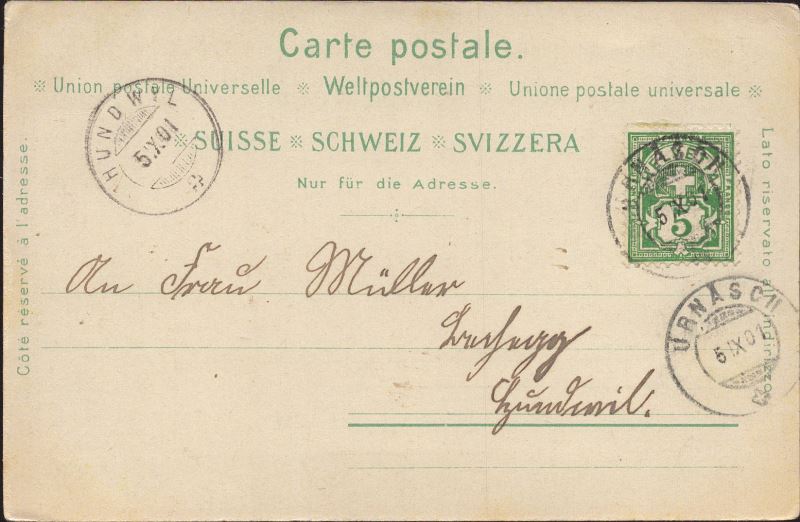 Carte postale.
※ Union postale Universelle ※ Weltpostverein ※ Unione postale universale ※
※ SUISSE ※ SCHWEIZ ※ SVIZZERA
Nur für die Adresse.
Côté réservé à l'adresse.
Lato riservato all'indirizzo.
HUNDWIL
5.X.01
URNÄSCH
5
URNÄSCH
5 IX 01
An Frau Müller
Hundwil.